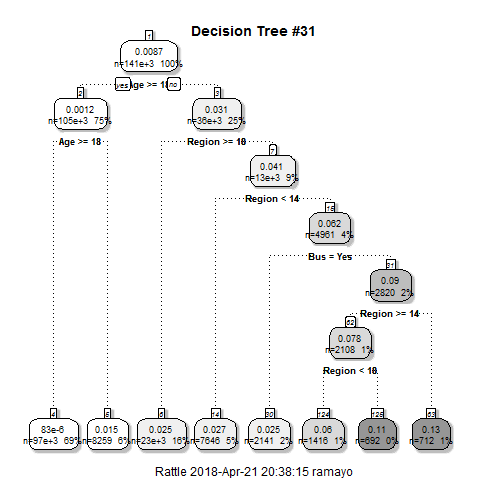 Decision Tree #31
1
0.0087
n=141e+3 100%
yes no
2
0.0012
n=105e+3 75%
3
0.031
n=36e+3 25%
Age >= 18
Region >= 18
7
0.041
n=13e+3 9%
Region < 14
15
0.062
n=4961 4%
Bus = Yes
31
0.09
n=2820 2%
Region >= 14
62
0.078
n=2108 1%
Region < 18
4
83e-6
n=97e+3 69%
5
0.015
n=8259 6%
6
0.025
n=23e+3 16%
14
0.027
n=7646 5%
30
0.025
n=2141 2%
124
0.06
n=1416 1%
125
0.11
n=692 0%
63
0.13
n=712 1%
Rattle 2018-Apr-21 20:38:15 ramayo